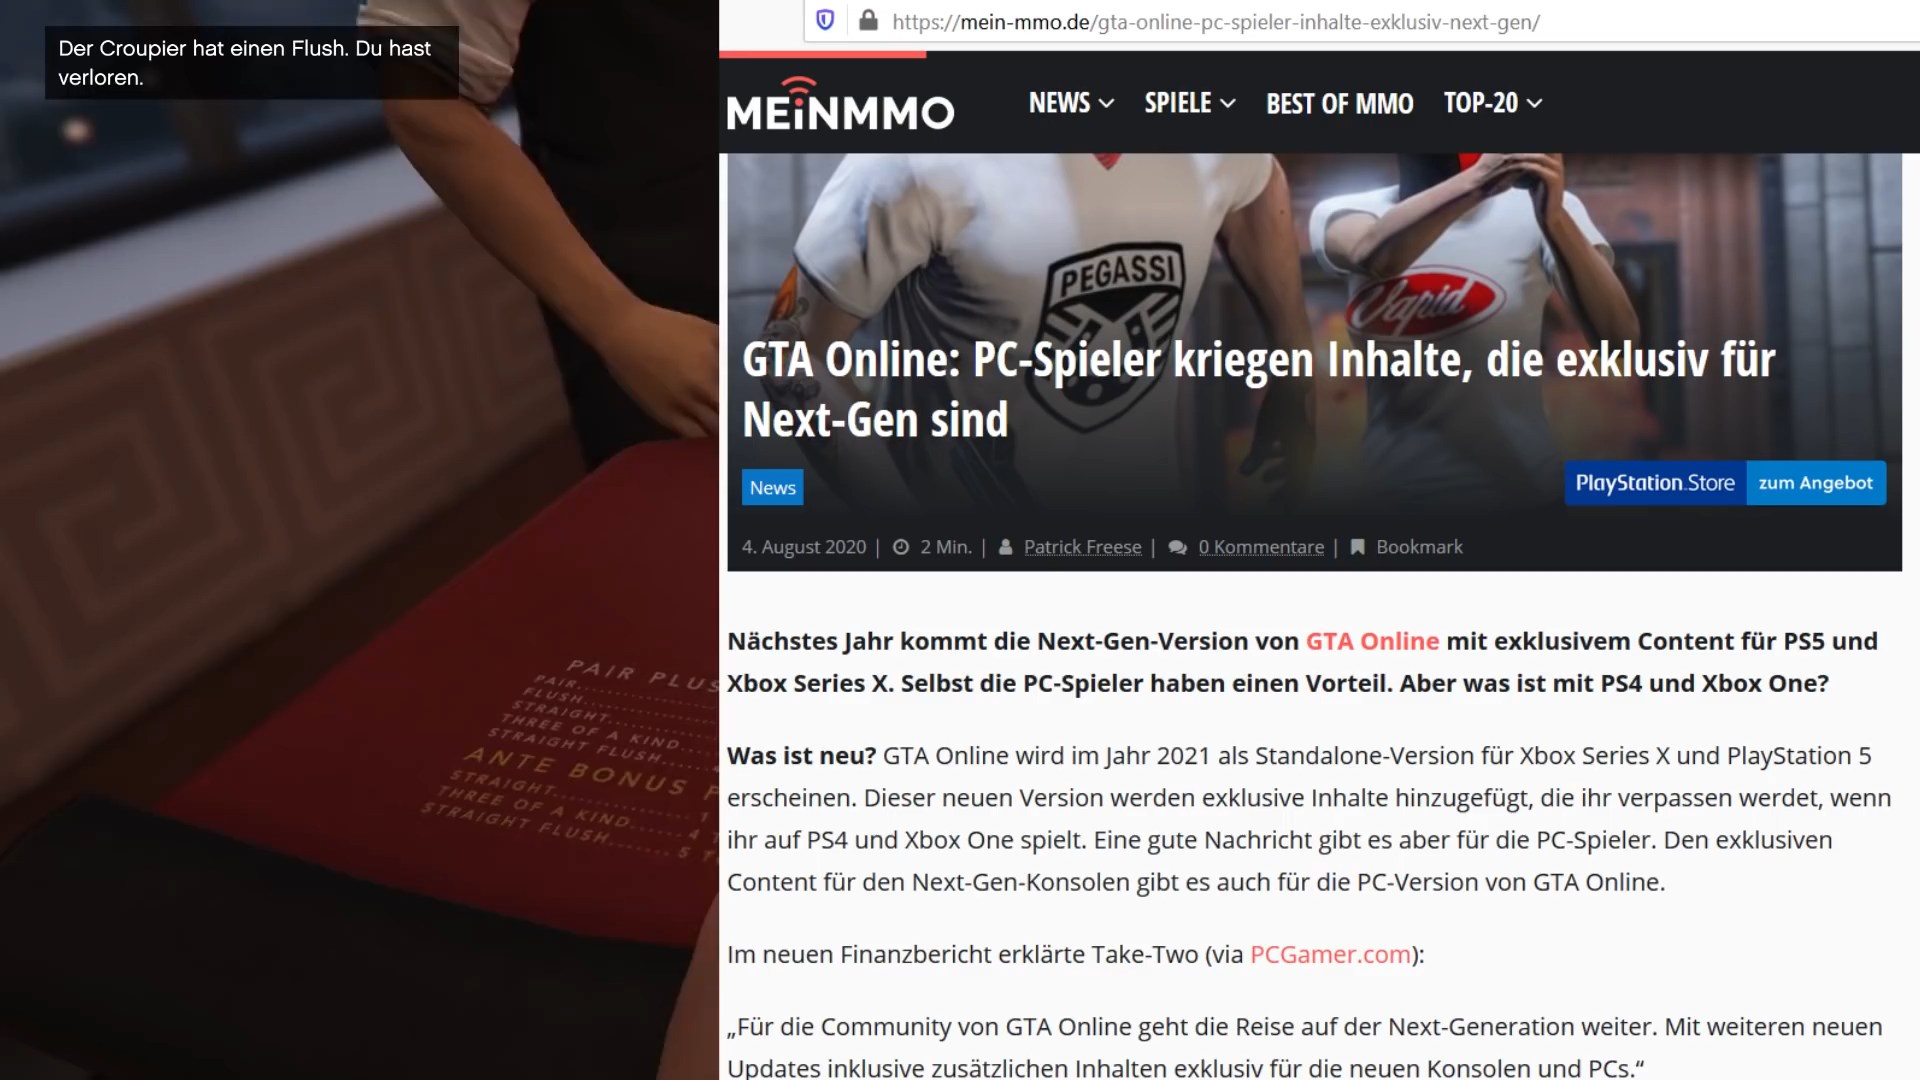 Der Croupier hat einen Flush. Du hast
verloren.
PAIR PLUS
PAIR
FLUSH
STRAIGHT
THREE OF A KIND
STRAIGHT FLUSH
ANTE BONUS P
STRAIGHT 1
THREE OF A KIND 4 T
STRAIGHT FLUSH 5 T
https://mein-mmo.de/gta-online-pc-spieler-inhalte-exklusiv-next-gen/
MEiNMMO
NEWS SPIELE BEST OF MMO TOP-20
PEGASSI
Vapid
GTA Online: PC-Spieler kriegen Inhalte, die exklusiv für
Next-Gen sind
News
PlayStation Store zum Angebot
4. August 2020 | 2 Min. | Patrick Freese | 0 Kommentare | Bookmark
Nächstes Jahr kommt die Next-Gen-Version von GTA Online mit exklusivem Content für PS5 und
Xbox Series X. Selbst die PC-Spieler haben einen Vorteil. Aber was ist mit PS4 und Xbox One?
Was ist neu? GTA Online wird im Jahr 2021 als Standalone-Version für Xbox Series X und PlayStation 5
erscheinen. Dieser neuen Version werden exklusive Inhalte hinzugefügt, die ihr verpassen werdet, wenn
ihr auf PS4 und Xbox One spielt. Eine gute Nachricht gibt es aber für die PC-Spieler. Den exklusiven
Content für den Next-Gen-Konsolen gibt es auch für die PC-Version von GTA Online.
Im neuen Finanzbericht erklärte Take-Two (via PCGamer.com):
„Für die Community von GTA Online geht die Reise auf der Next-Generation weiter. Mit weiteren neuen
Updates inklusive zusätzlichen Inhalten exklusiv für die neuen Konsolen und PCs.“